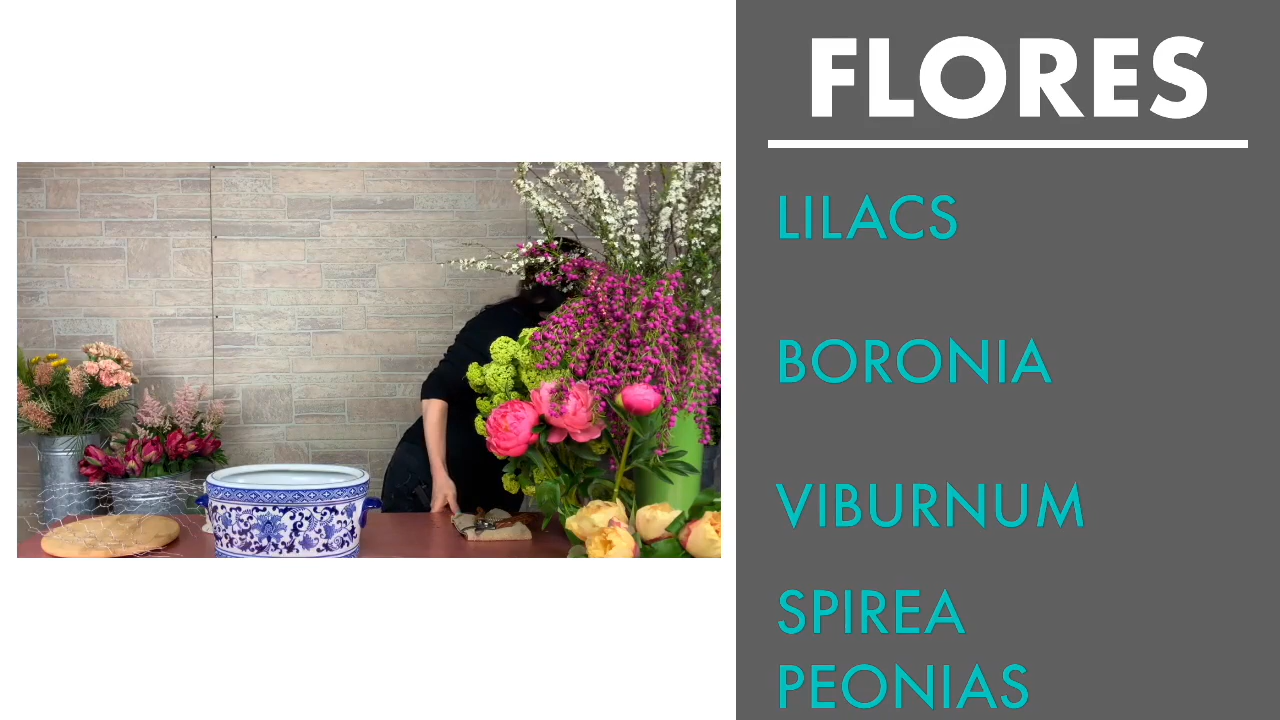 FLORES
LILACS
BORONIA
VIBURNUM
SPIREA
PEONIAS